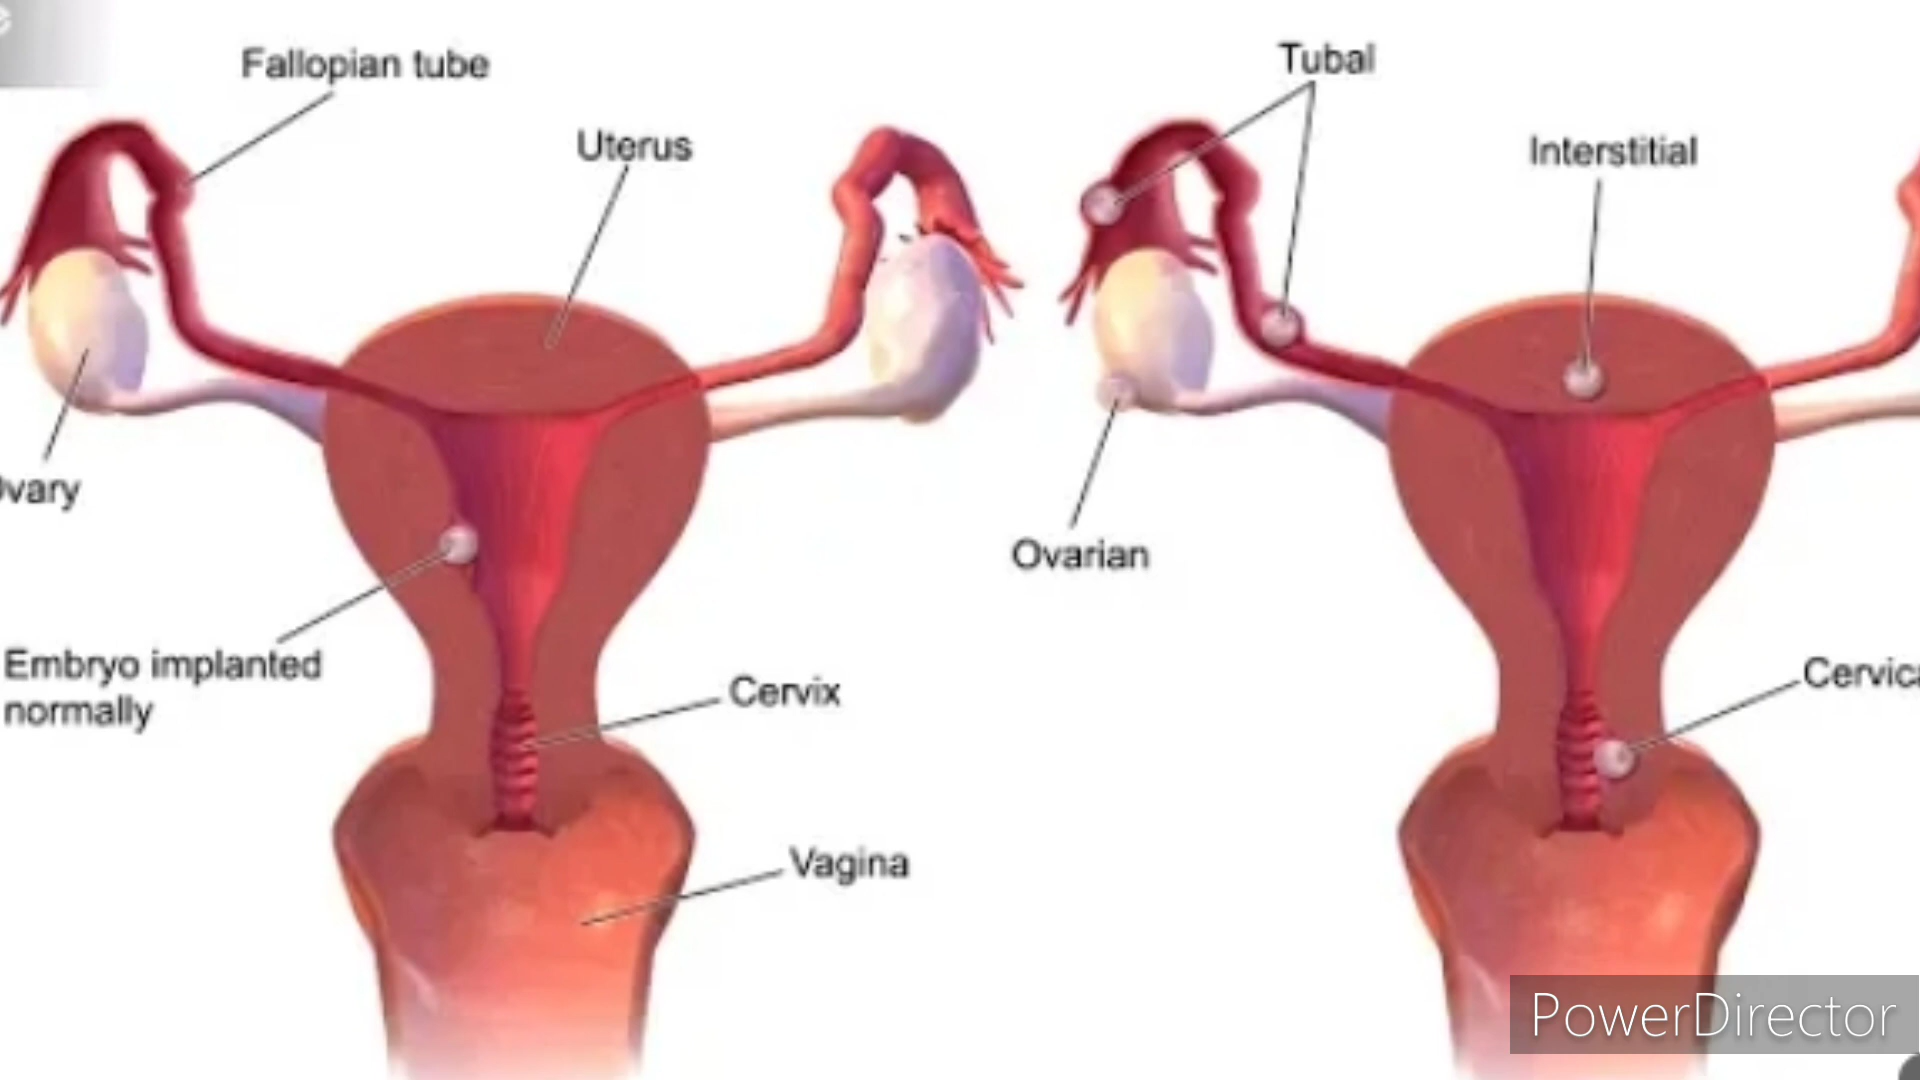 Fallopian tube
Uterus
vary
Embryo implanted
normally
Cervix
Vagina
Tubal
Interstitial
Ovarian
Cervica
PowerDirector